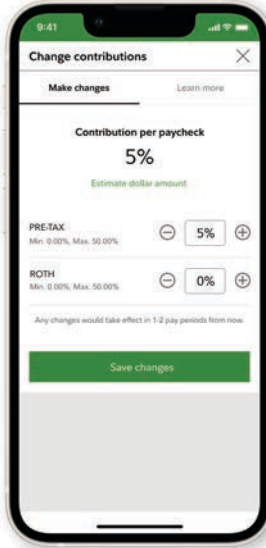 9:41
Change contributions
Make changes
Learn more
Contribution per paycheck
5%
Estimate dollar amount
PRE-TAX
Min. 0.00%, Max. 50.00%
5%
ROTH
Min. 0.00%, Max. 50.00%
0%
Any changes would take effect in 1-2 pay periods from now.
Save changes